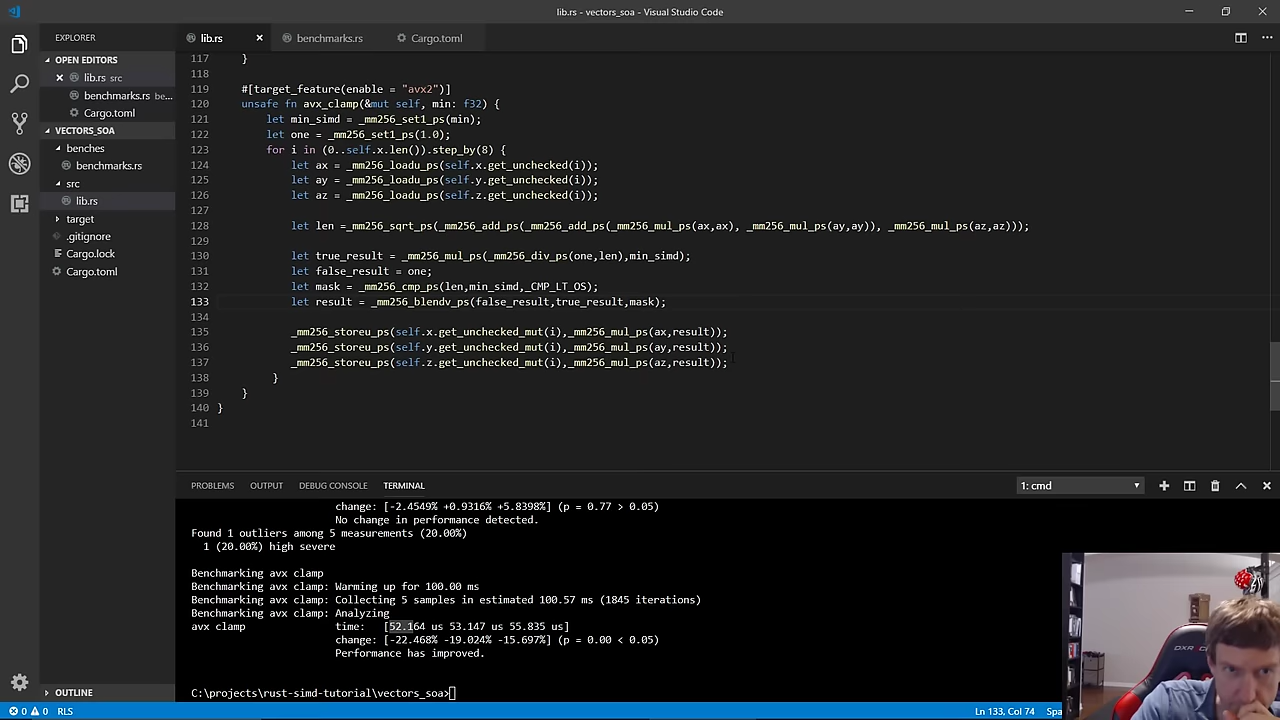 lib.rs - vectors_soa - Visual Studio Code
EXPLORER
lib.rs
benchmarks.rs
Cargo.toml
OPEN EDITORS
lib.rs src
benchmarks.rs be...
Cargo.toml
VECTORS_SOA
benches
benchmarks.rs
src
lib.rs
target
.gitignore
Cargo.lock
Cargo.toml
OUTLINE
117 }
118
119 #[target_feature(enable = "avx2")]
120 unsafe fn avx_clamp(&mut self, min: f32) {
121 let min_simd = _mm256_set1_ps(min);
122 let one = _mm256_set1_ps(1.0);
123 for i in (0..self.x.len()).step_by(8) {
124 let ax = _mm256_loadu_ps(self.x.get_unchecked(i));
125 let ay = _mm256_loadu_ps(self.y.get_unchecked(i));
126 let az = _mm256_loadu_ps(self.z.get_unchecked(i));
127
128 let len =_mm256_sqrt_ps(_mm256_add_ps(_mm256_add_ps(_mm256_mul_ps(ax,ax), _mm256_mul_ps(ay,ay)), _mm256_mul_ps(az,az)));
129
130 let true_result = _mm256_mul_ps(_mm256_div_ps(one,len),min_simd);
131 let false_result = one;
132 let mask = _mm256_cmp_ps(len,min_simd,_CMP_LT_OS);
133 let result = _mm256_blendv_ps(false_result,true_result,mask);
134
135 _mm256_storeu_ps(self.x.get_unchecked_mut(i),_mm256_mul_ps(ax,result));
136 _mm256_storeu_ps(self.y.get_unchecked_mut(i),_mm256_mul_ps(ay,result));
137 _mm256_storeu_ps(self.z.get_unchecked_mut(i),_mm256_mul_ps(az,result));
138 }
139 }
140 }
141
PROBLEMS OUTPUT DEBUG CONSOLE TERMINAL
1: cmd
change: [-2.4549% +0.9316% +5.8398%] (p = 0.77 > 0.05)
No change in performance detected.
Found 1 outliers among 5 measurements (20.00%)
1 (20.00%) high severe
Benchmarking avx clamp
Benchmarking avx clamp: Warming up for 100.00 ms
Benchmarking avx clamp: Collecting 5 samples in estimated 100.57 ms (1845 iterations)
Benchmarking avx clamp: Analyzing
avx clamp time: [52.164 us 53.147 us 55.835 us]
change: [-22.468% -19.024% -15.697%] (p = 0.00 < 0.05)
Performance has improved.
C:\projects\rust-simd-tutorial\vectors_soa>
0 0 RLS
Ln 133, Col 74